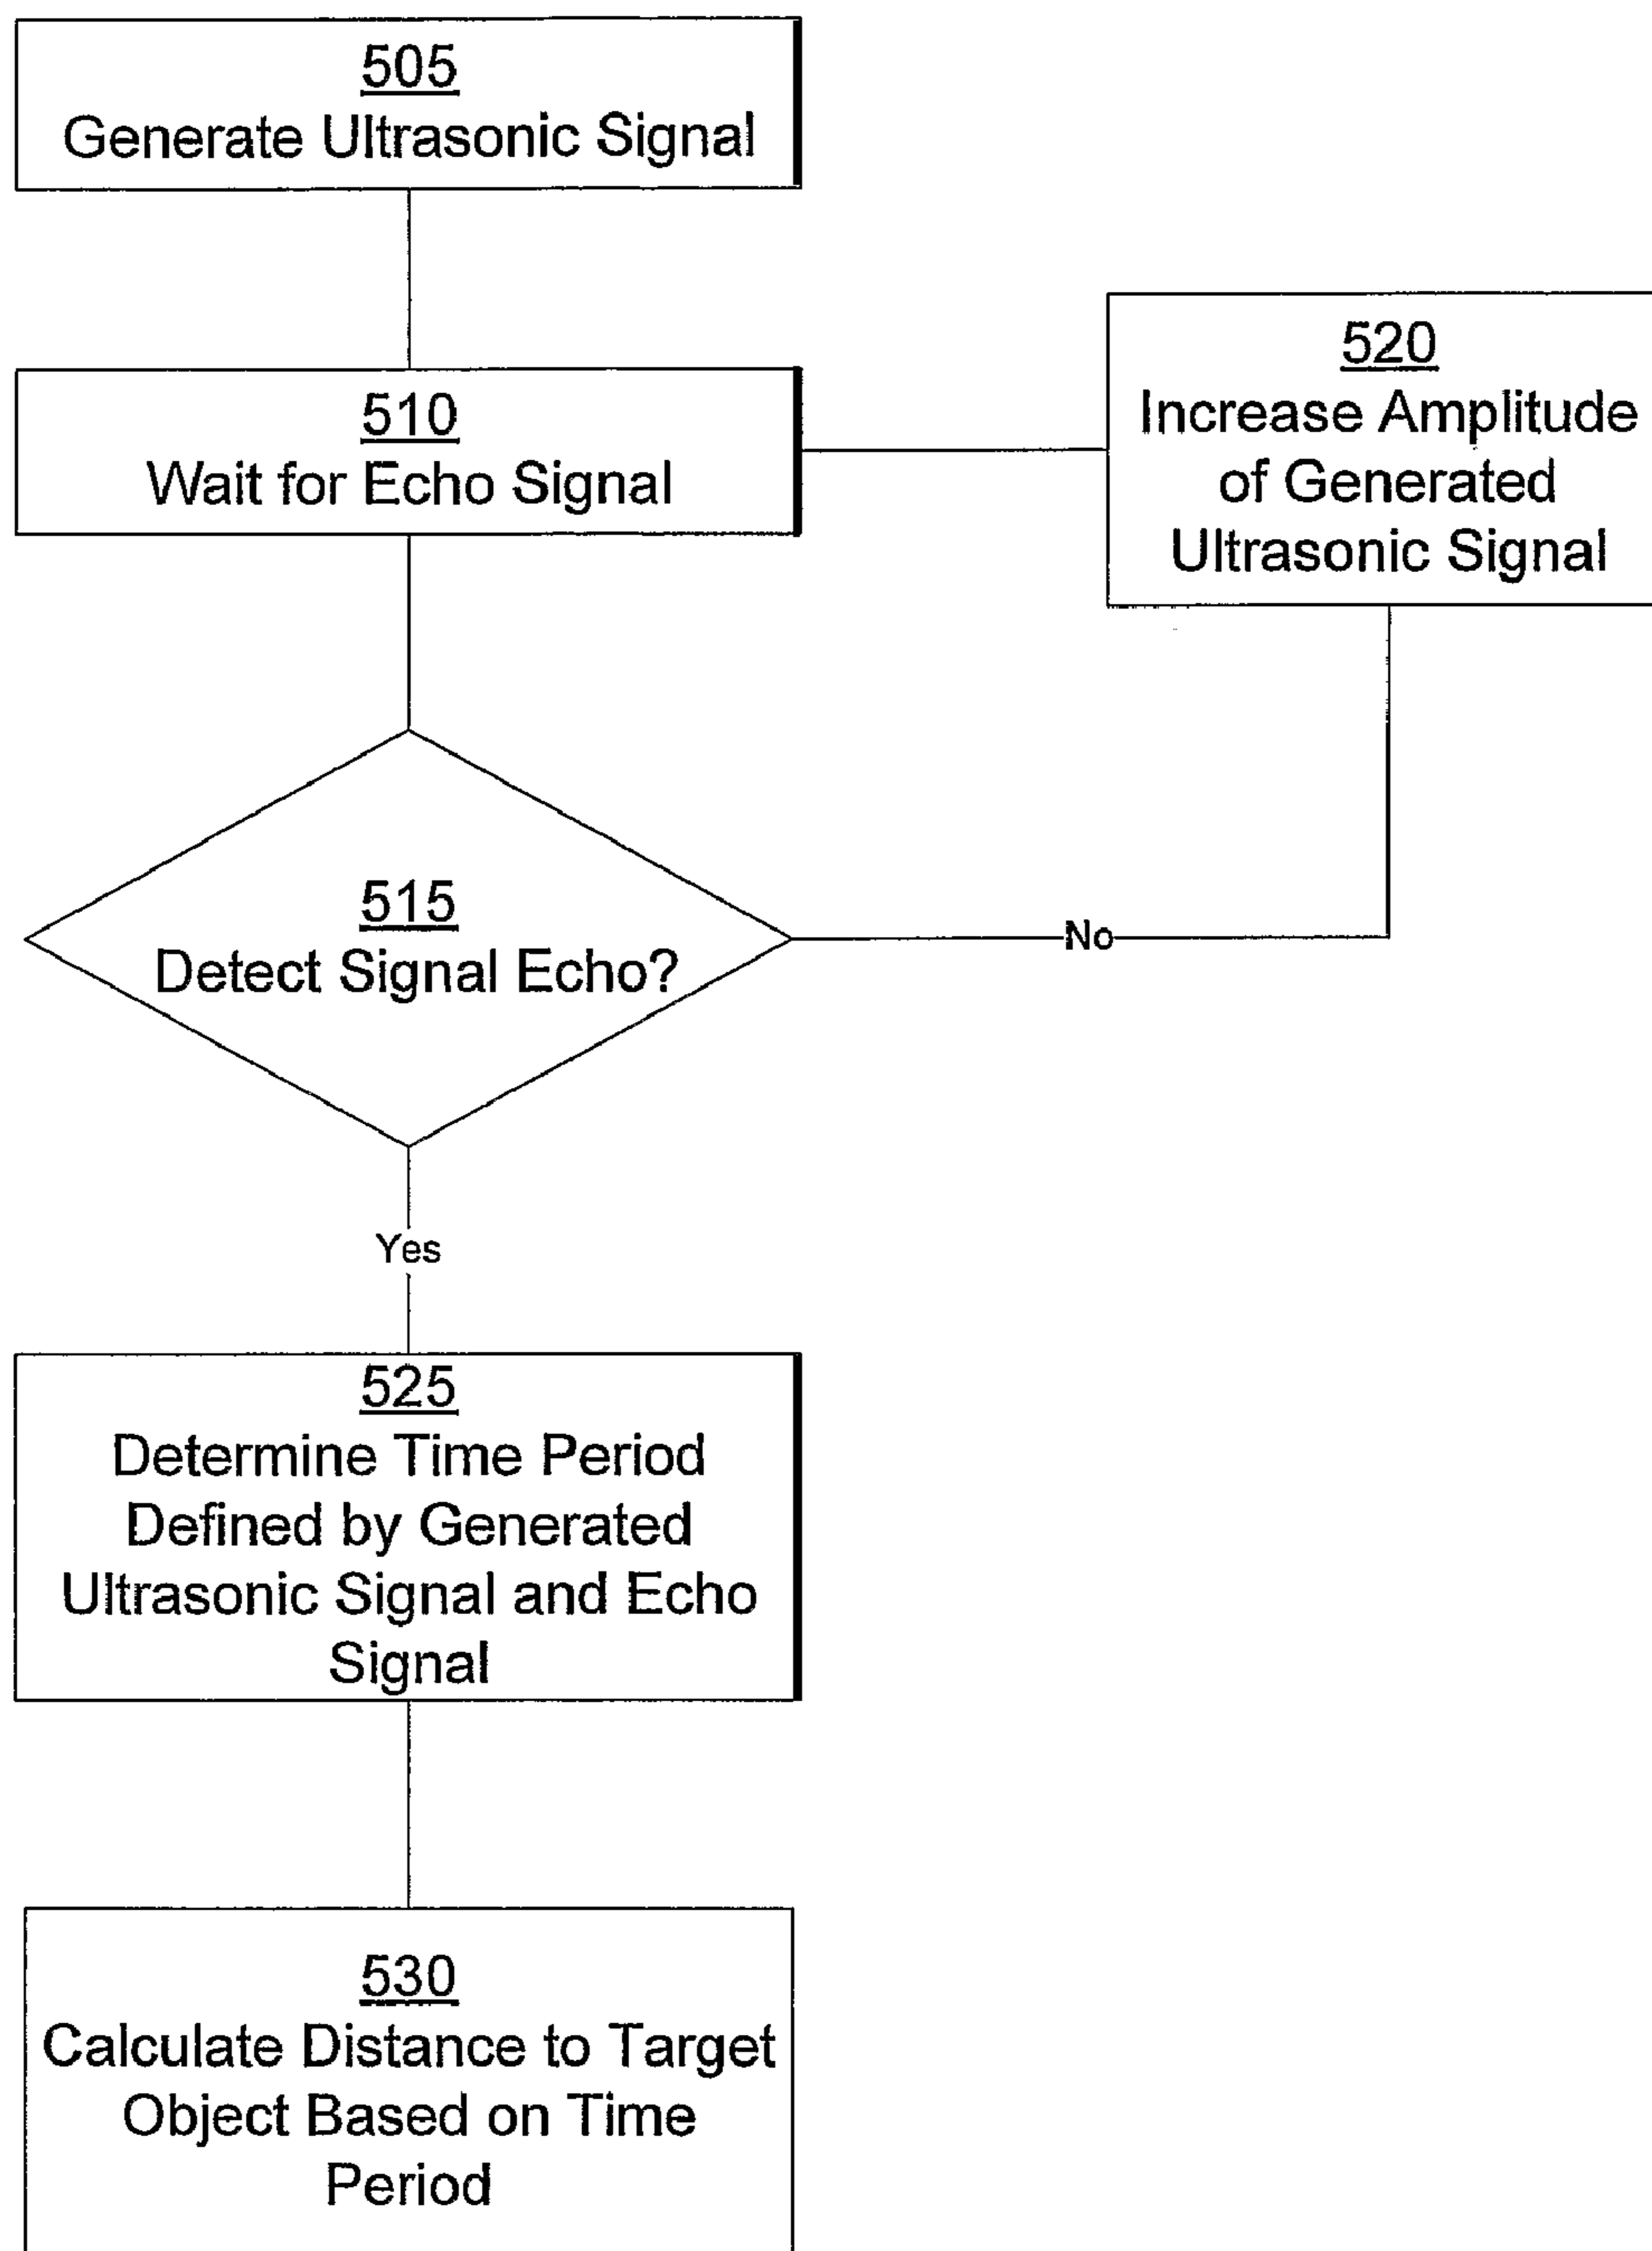 505
Generate Ultrasonic Signal
510
Wait for Echo Signal
520
Increase Amplitude
of Generated
Ultrasonic Signal
515
Detect Signal Echo?
No
Yes
525
Determine Time Period
Defined by Generated
Ultrasonic Signal and Echo
Signal
530
Calculate Distance to Target
Object Based on Time
Period